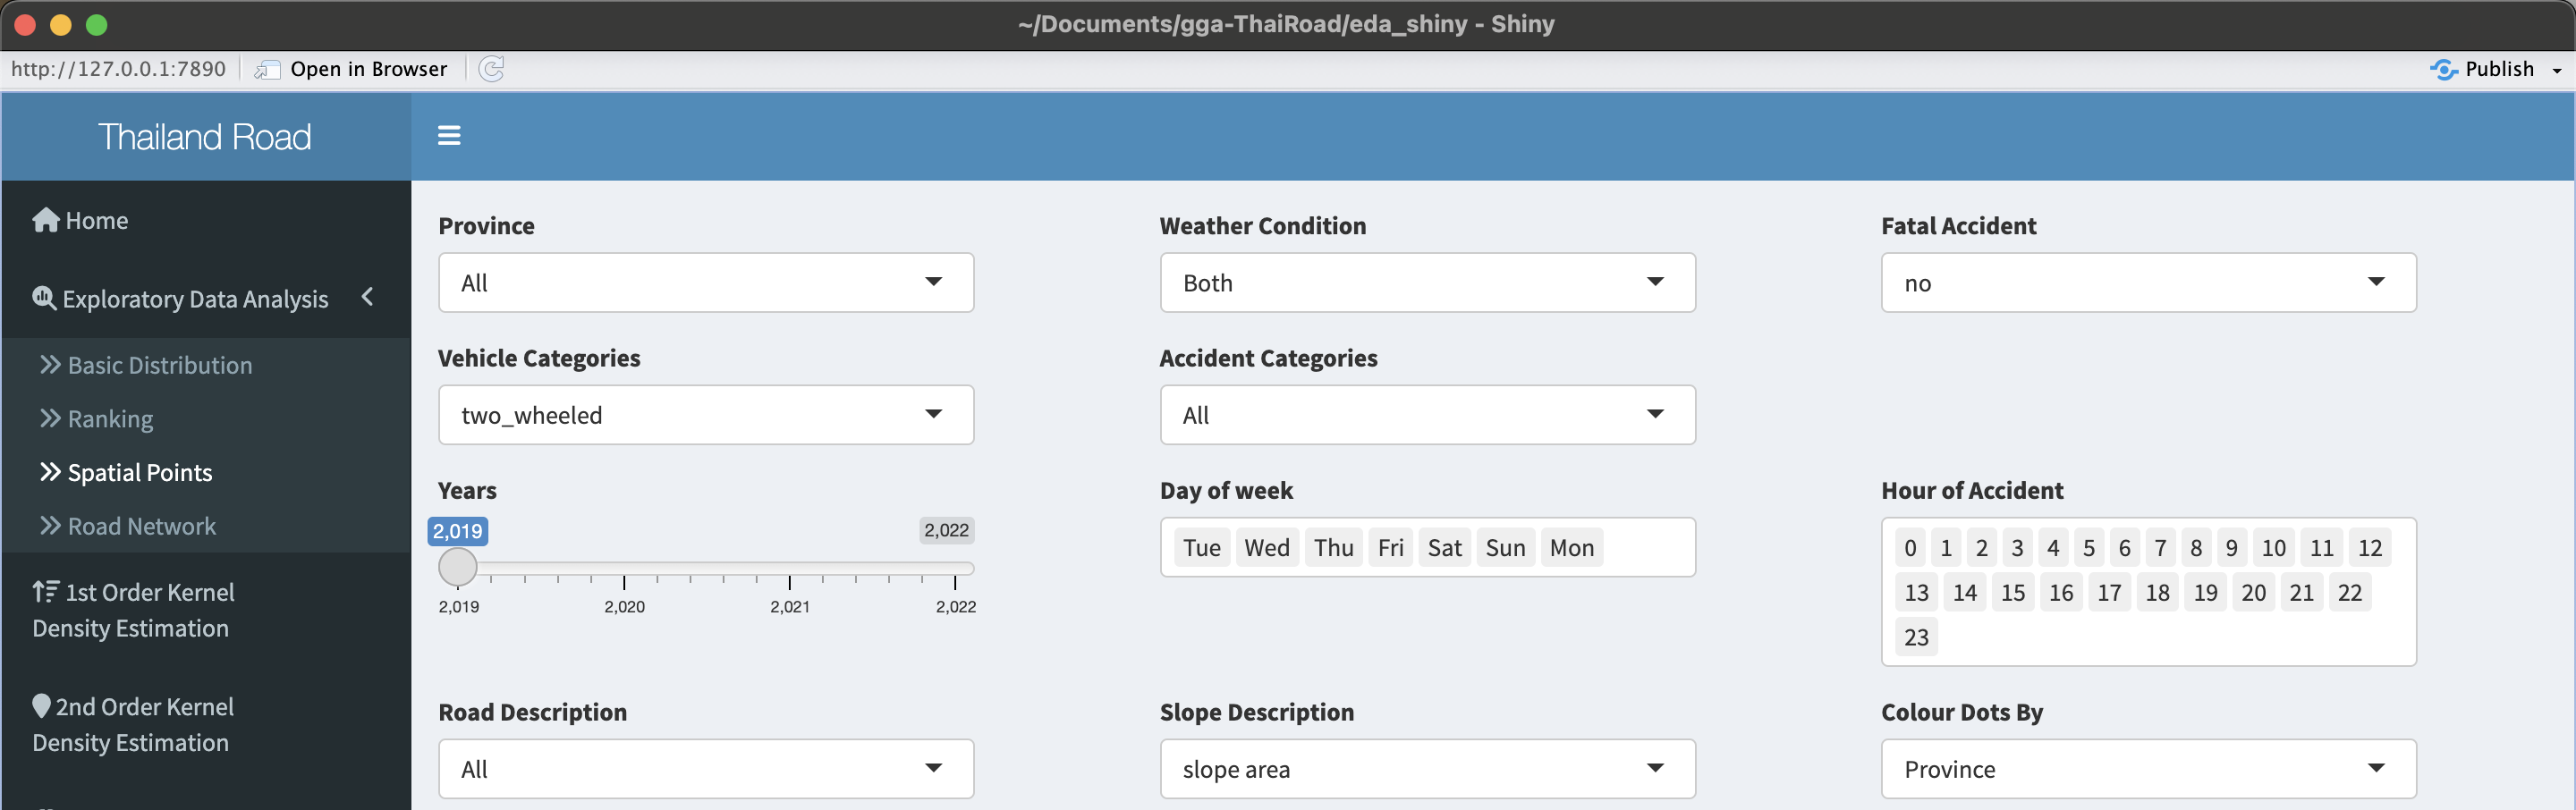 ~/Documents/gga-ThaiRoad/eda_shiny - Shiny
http://127.0.0.1:7890 Open in Browser Publish
Thailand Road
Home
Exploratory Data Analysis
Basic Distribution
Ranking
Spatial Points
Road Network
1st Order Kernel
Density Estimation
2nd Order Kernel
Density Estimation
Province Weather Condition Fatal Accident
All Both no
Vehicle Categories Accident Categories
two_wheeled All
Years Day of week Hour of Accident
2,019 2,022
2,019 2,020 2,021 2,022
Tue Wed Thu Fri Sat Sun Mon
0 1 2 3 4 5 6 7 8 9 10 11 12
13 14 15 16 17 18 19 20 21 22
23
Road Description Slope Description Colour Dots By
All slope area Province